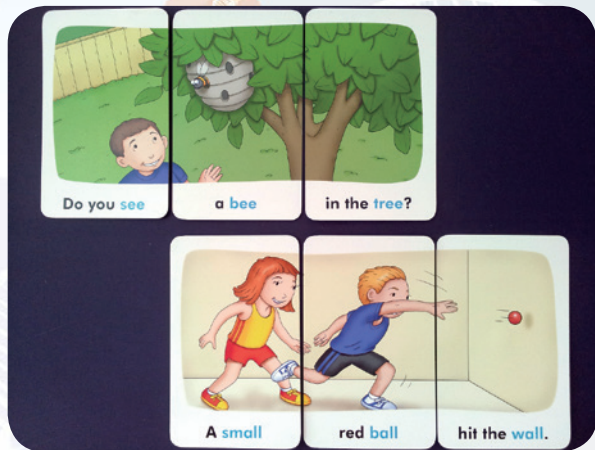 Do you see a bee in the tree?
A small red ball hit the wall.